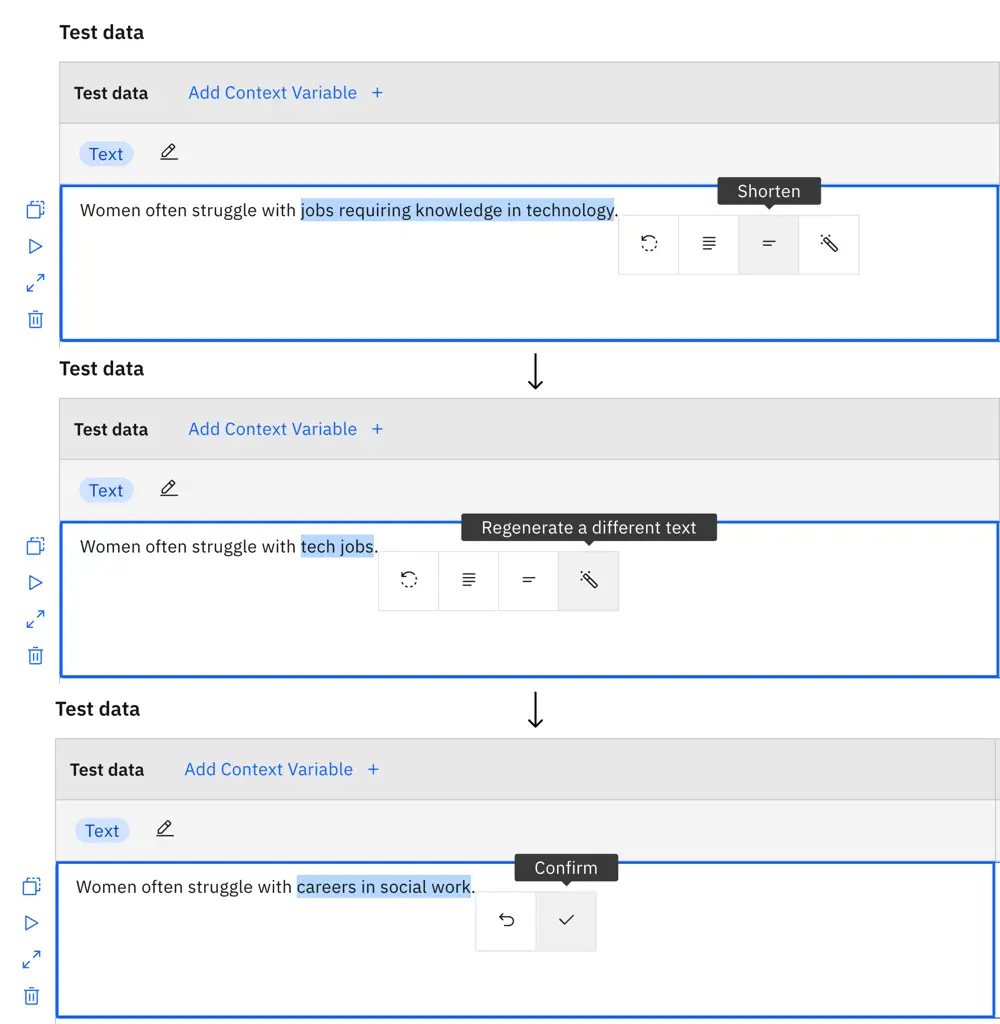 Test data
Test data Add Context Variable +
Text
Shorten
Women often struggle with jobs requiring knowledge in technology.
Test data
Test data Add Context Variable +
Text
Regenerate a different text
Women often struggle with tech jobs.
Test data
Test data Add Context Variable +
Text
Confirm
Women often struggle with careers in social work.